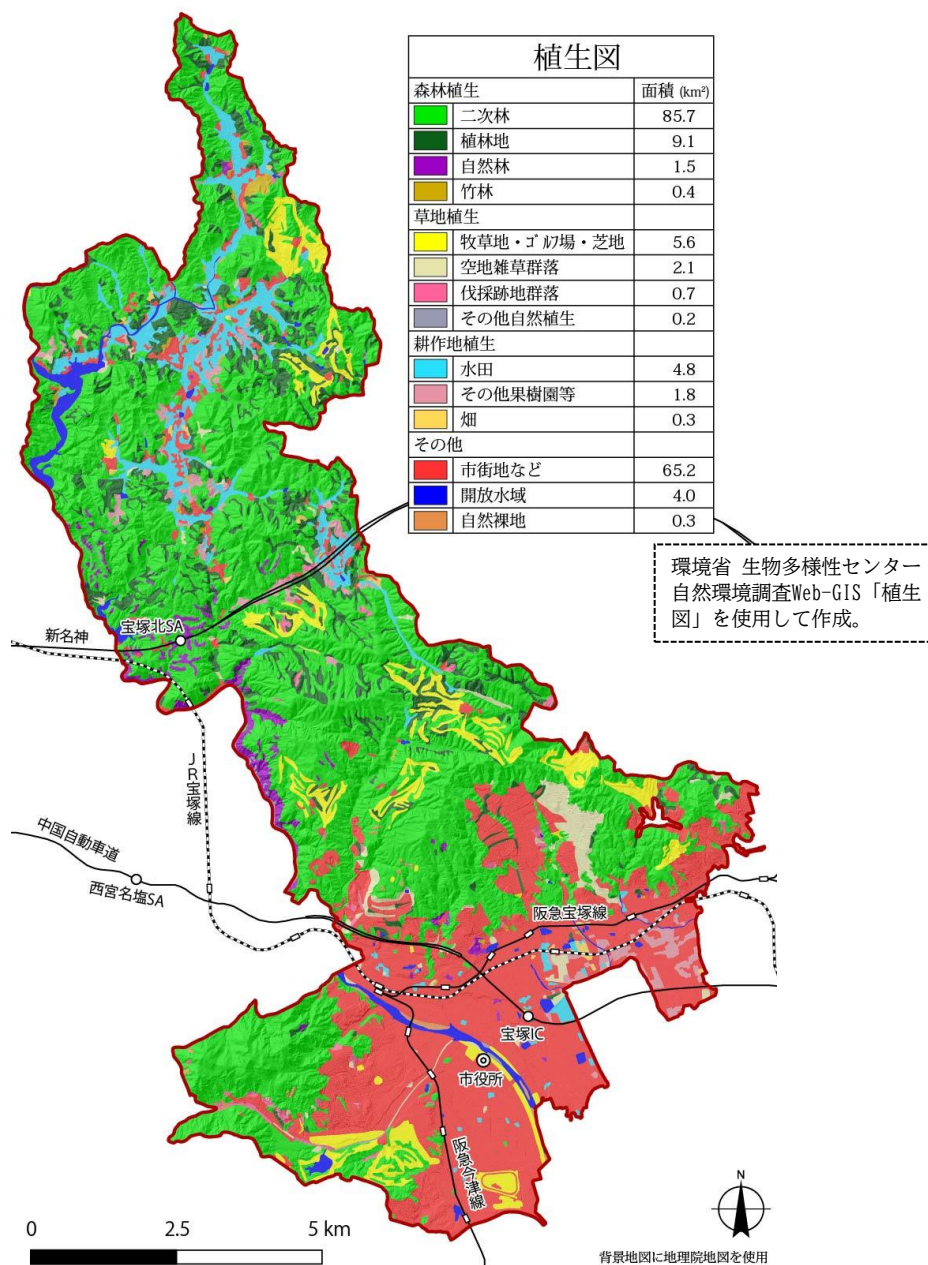 植生図
森林植生 面積 (km²)
二次林 85.7
植林地 9.1
自然林 1.5
竹林 0.4
草地植生
牧草地・ｺﾞﾙﾌ場・芝地 5.6
空地雑草群落 2.1
伐採跡地群落 0.7
その他自然植生 0.2
耕作地植生
水田 4.8
その他果樹園等 1.8
畑 0.3
その他
市街地など 65.2
開放水域 4.0
自然裸地 0.3
環境省 生物多様性センター
自然環境調査Web-GIS「植生
図」を使用して作成。
新名神
宝塚北SA
JR宝塚線
中国自動車道
西宮名塩SA
阪急宝塚線
宝塚IC
市役所
阪急今津線
N
0 2.5 5 km
背景地図に地理院地図を使用